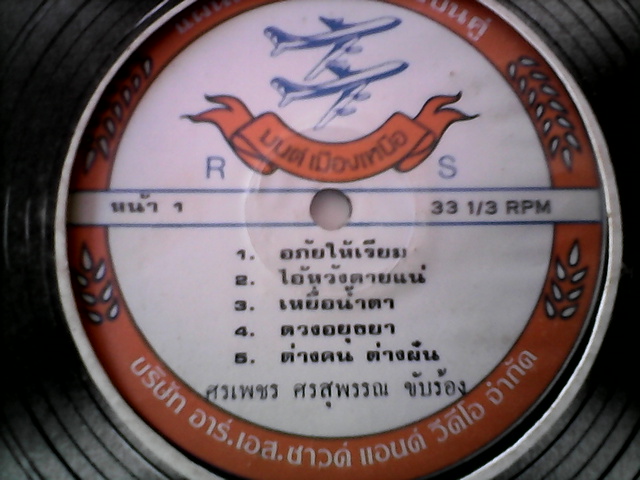 มนต์เมืองเหนือ
R S
หน้า 1 33 1/3 RPM
1. อภัยให้เรียม
2. ไอ้หวังตายแน่
3. เหยื่อน้ำตา
4. ดวงอยุธยา
5. ต่างคน ต่างฝัน
ศรเพชร ศรสุพรรณ ขับร้อง
บริษัท อาร์.เอส.ซาวด์ แอนด์ วีดีโอ จำกัด